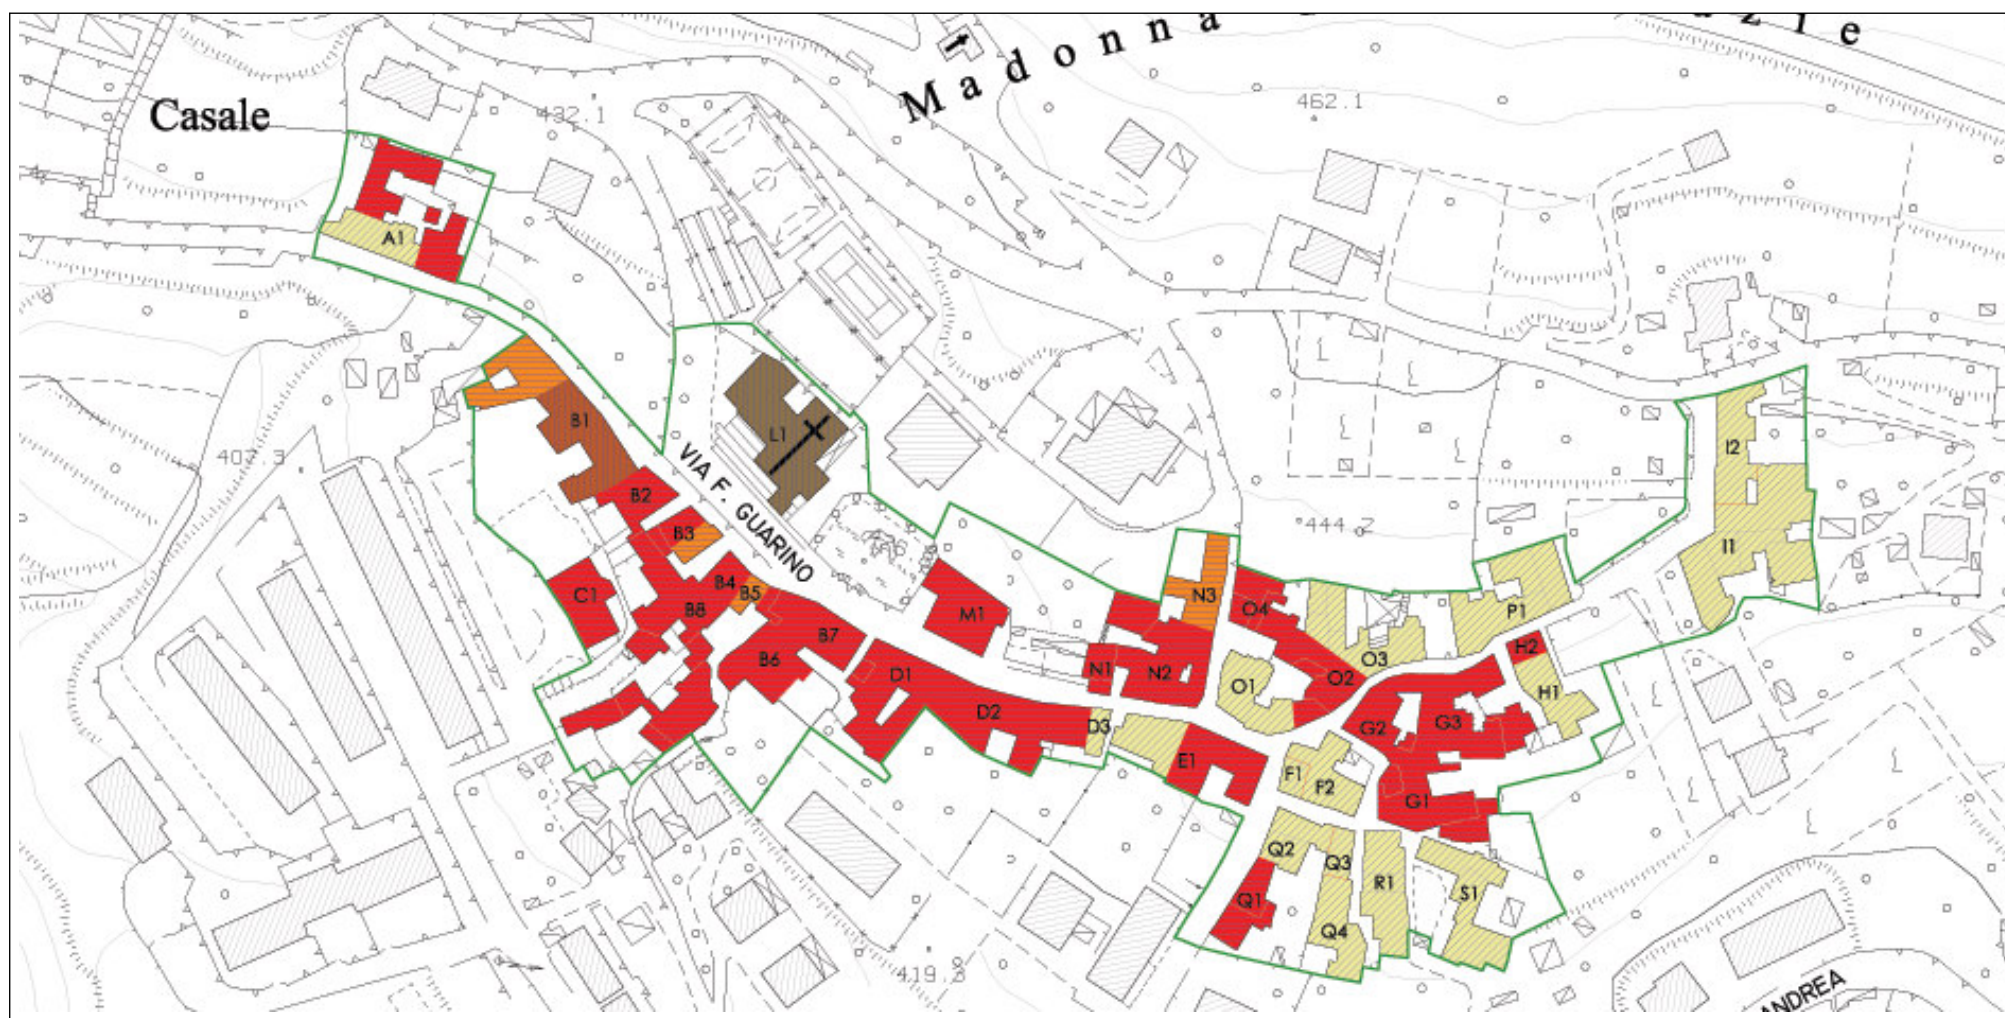 Madonna
zie
Casale
432.1
462.1
A1
407.3
B1
L1
I2
VIA F. GUARINO
B2
B3
444.2
I1
B4
B5
C1
B8
M1
N3
O4
P1
B7
B6
D1
N1
N2
O3
O2
O1
H2
H1
D2
D3
G2
G3
E1
F1
F2
G1
Q2
Q3
R1
S1
Q1
Q4
419.3
ANDREA